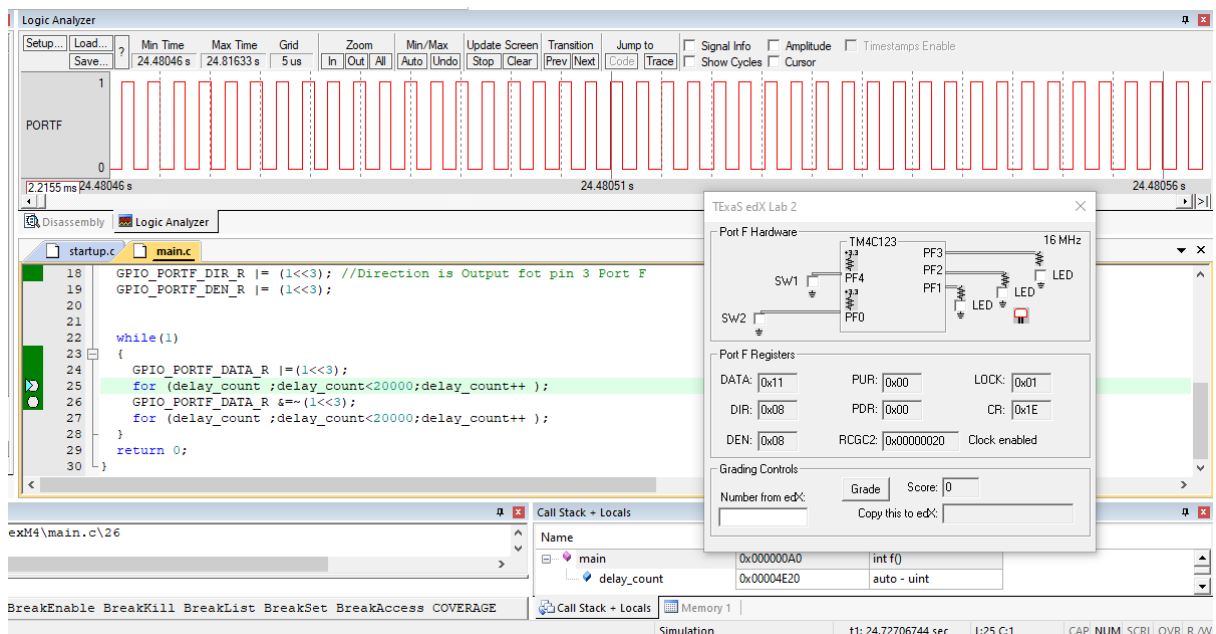 Logic Analyzer
Setup... Load... ? Min Time Max Time Grid Zoom Min/Max Update Screen Transition Jump to Signal Info Amplitude Timestamps Enable
Save... 24.48046 s 24.81633 s 5 us In Out All Auto Undo Stop Clear Prev Next Code Trace Show Cycles Cursor
1
PORTF
0
2.2155 ms 24.48046 s 24.48051 s 24.48056 s
Disassembly Logic Analyzer
startup.c main.c
18 GPIO_PORTF_DIR_R |= (1<<3); //Direction is Output fot pin 3 Port F
19 GPIO_PORTF_DEN_R |= (1<<3);
20
21
22 while(1)
23 {
24 GPIO_PORTF_DATA_R |=(1<<3);
25 for (delay_count ;delay_count<20000;delay_count++ );
26 GPIO_PORTF_DATA_R &=~(1<<3);
27 for (delay_count ;delay_count<20000;delay_count++ );
28 }
29 return 0;
30 }
TExaS edX Lab 2
Port F Hardware
TM4C123 16 MHz
+3.3 PF3
SW1 PF4 PF2 LED
+3.3 PF1 LED
SW2 PF0 LED
Port F Registers
DATA: 0x11 PUR: 0x00 LOCK: 0x01
DIR: 0x08 PDR: 0x00 CR: 0x1E
DEN: 0x08 RCGC2: 0x00000020 Clock enabled
Grading Controls
Number from edX: Grade Score: 0
Copy this to edX:
exM4\main.c\26
BreakEnable BreakKill BreakList BreakSet BreakAccess COVERAGE
Call Stack + Locals
Name
main 0x000000A0 int f()
delay_count 0x00004E20 auto - uint
Call Stack + Locals Memory 1
Simulation t1: 24.72706744 sec L:25 C:1 CAP NUM SCRL OVR R/W